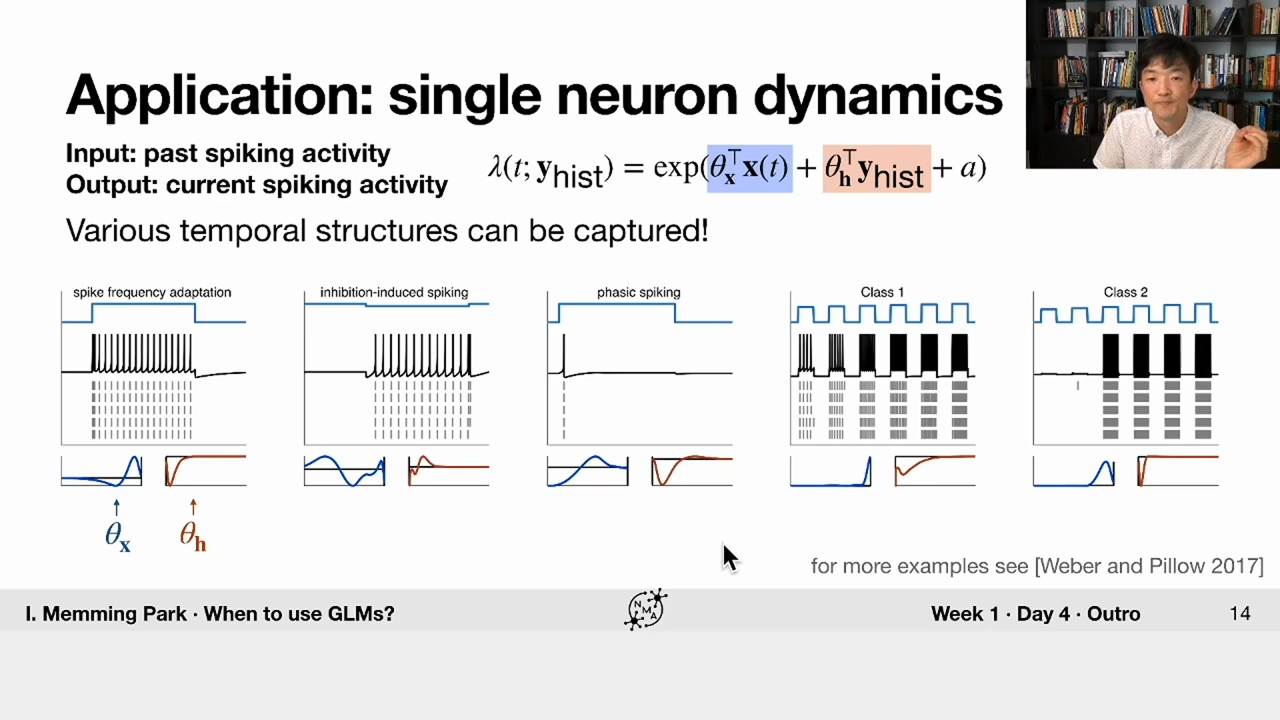 Application: single neuron dynamics
Input: past spiking activity
Output: current spiking activity
λ(t; y_hist) = exp(θ_x^⊤ x(t) + θ_h^⊤ y_hist + a)
Various temporal structures can be captured!
spike frequency adaptation
inhibition-induced spiking
phasic spiking
Class 1
Class 2
θ_x
θ_h
for more examples see [Weber and Pillow 2017]
I. Memming Park · When to use GLMs?
N M A
Week 1 · Day 4 · Outro
14